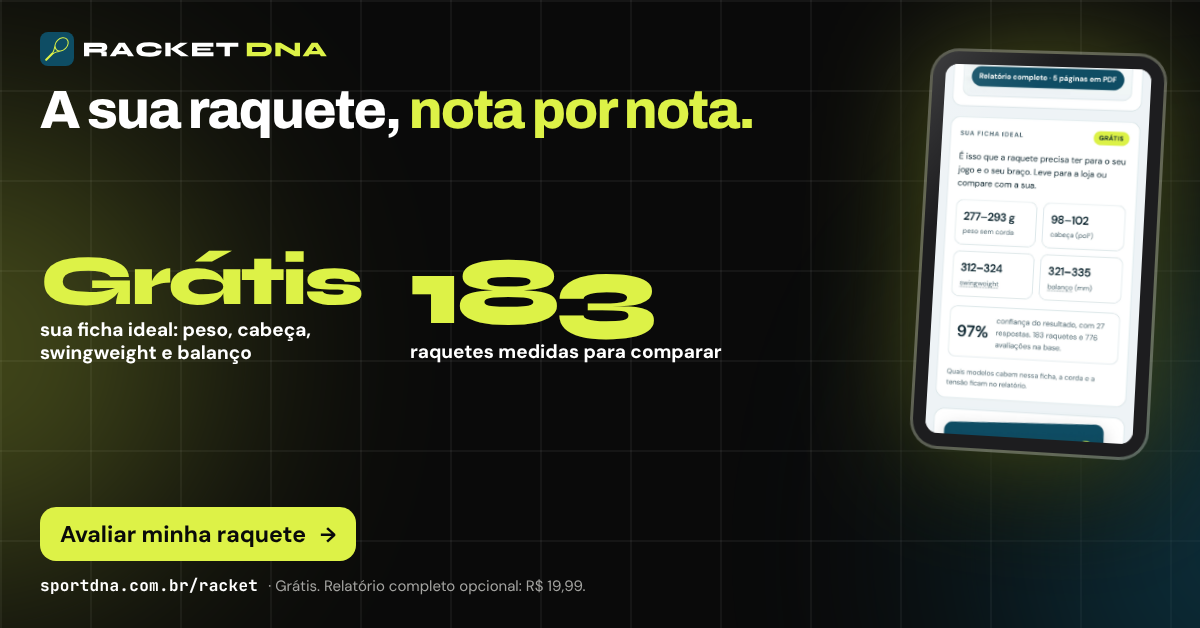 RACKET DNA
A sua raquete, nota por nota.
Grátis
sua ficha ideal: peso, cabeça,
swingweight e balanço
183
raquetes medidas para comparar
Avaliar minha raquete →
sportdna.com.br/racket · Grátis. Relatório completo opcional: R$ 19,99.
Relatório completo · 5 páginas em PDF
SUA FICHA IDEAL
GRÁTIS
É isso que a raquete precisa ter para o seu
jogo e o seu braço. Leve para a loja ou
compare com a sua.
277–293 g
peso sem corda
98–102
cabeça (pol²)
312–324
swingweight
321–335
balanço (mm)
97%
confiança do resultado, com 27
respostas, 183 raquetes e 776
avaliações na base.
Quais modelos cabem nessa ficha, a corda e a
tensão ficam no relatório.